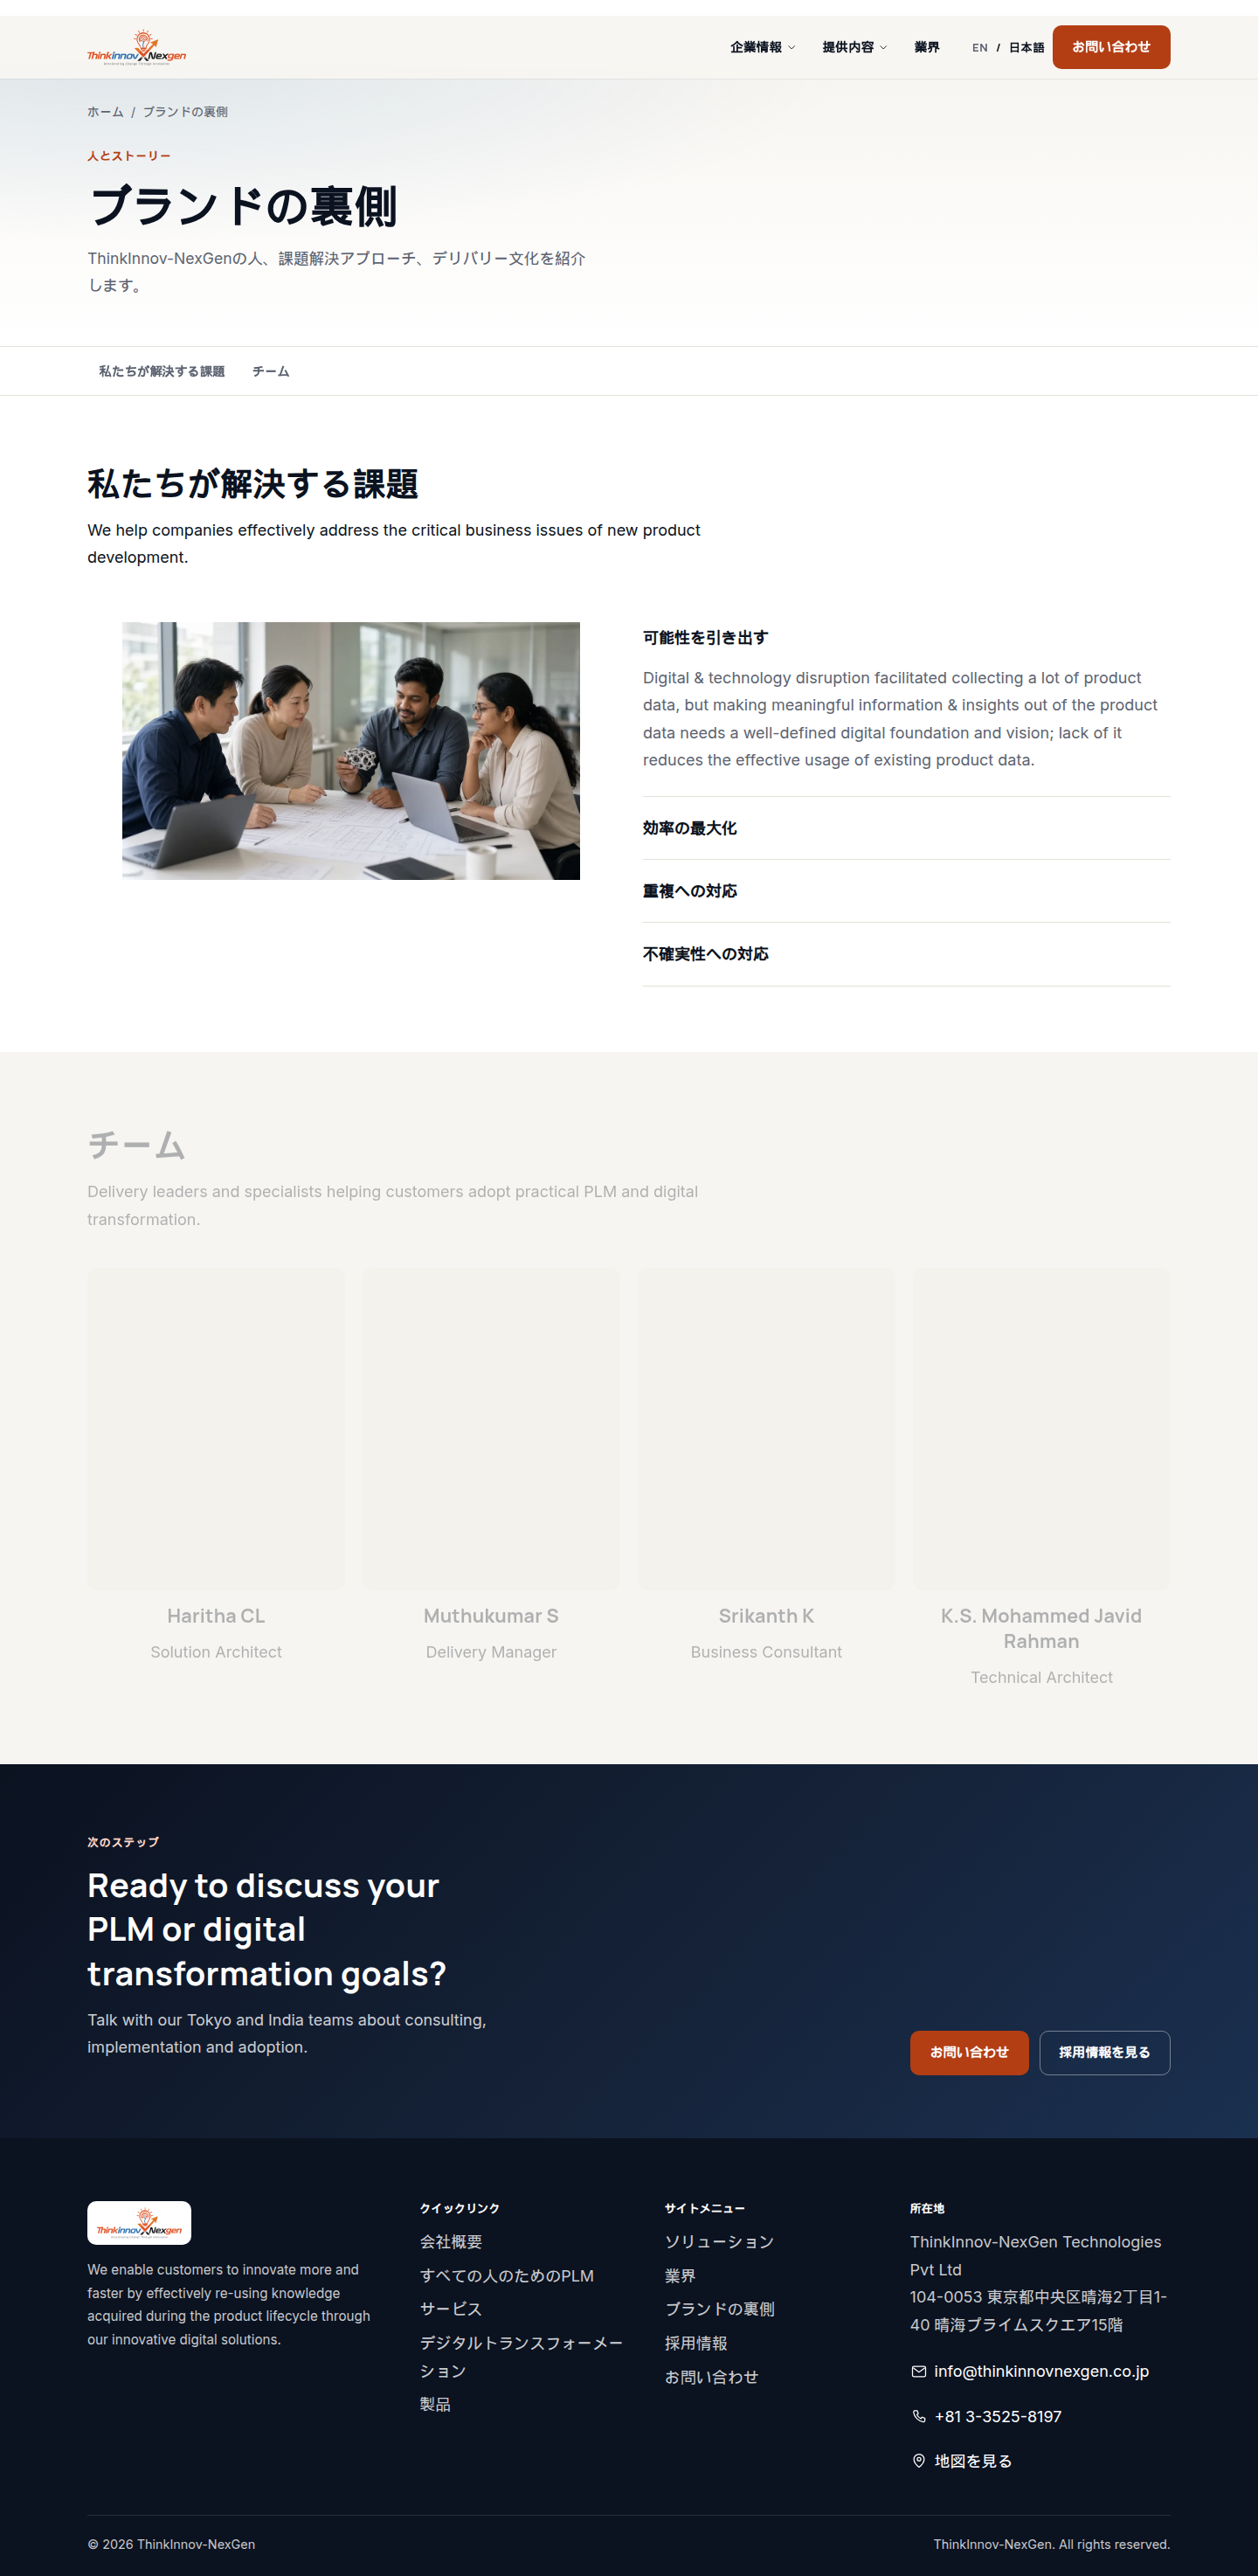 ThinkinnovXNexgen
企業情報
提供内容
業界
EN / 日本語
お問い合わせ
ホーム / ブランドの裏側
人とストーリー
ブランドの裏側
ThinkInnov-NexGenの人、課題解決アプローチ、デリバリー文化を紹介
します。
私たちが解決する課題
チーム
私たちが解決する課題
We help companies effectively address the critical business issues of new product
development.
可能性を引き出す
Digital & technology disruption facilitated collecting a lot of product
data, but making meaningful information & insights out of the product
data needs a well-defined digital foundation and vision; lack of it
reduces the effective usage of existing product data.
効率の最大化
重複への対応
不確実性への対応
チーム
Delivery leaders and specialists helping customers adopt practical PLM and digital
transformation.
Haritha CL
Solution Architect
Muthukumar S
Delivery Manager
Srikanth K
Business Consultant
K.S. Mohammed Javid
Rahman
Technical Architect
次のステップ
Ready to discuss your
PLM or digital
transformation goals?
Talk with our Tokyo and India teams about consulting,
implementation and adoption.
お問い合わせ
採用情報を見る
ThinkinnovXNexgen
We enable customers to innovate more and
faster by effectively re-using knowledge
acquired during the product lifecycle through
our innovative digital solutions.
クイックリンク
会社概要
すべての人のためのPLM
サービス
デジタルトランスフォーメー
ション
製品
サイトメニュー
ソリューション
業界
ブランドの裏側
採用情報
お問い合わせ
所在地
ThinkInnov-NexGen Technologies
Pvt Ltd
104-0053 東京都中央区晴海2丁目1-
40 晴海プライムスクエア15階
info@thinkinnovnexgen.co.jp
+81 3-3525-8197
地図を見る
© 2026 ThinkInnov-NexGen
ThinkInnov-NexGen. All rights reserved.